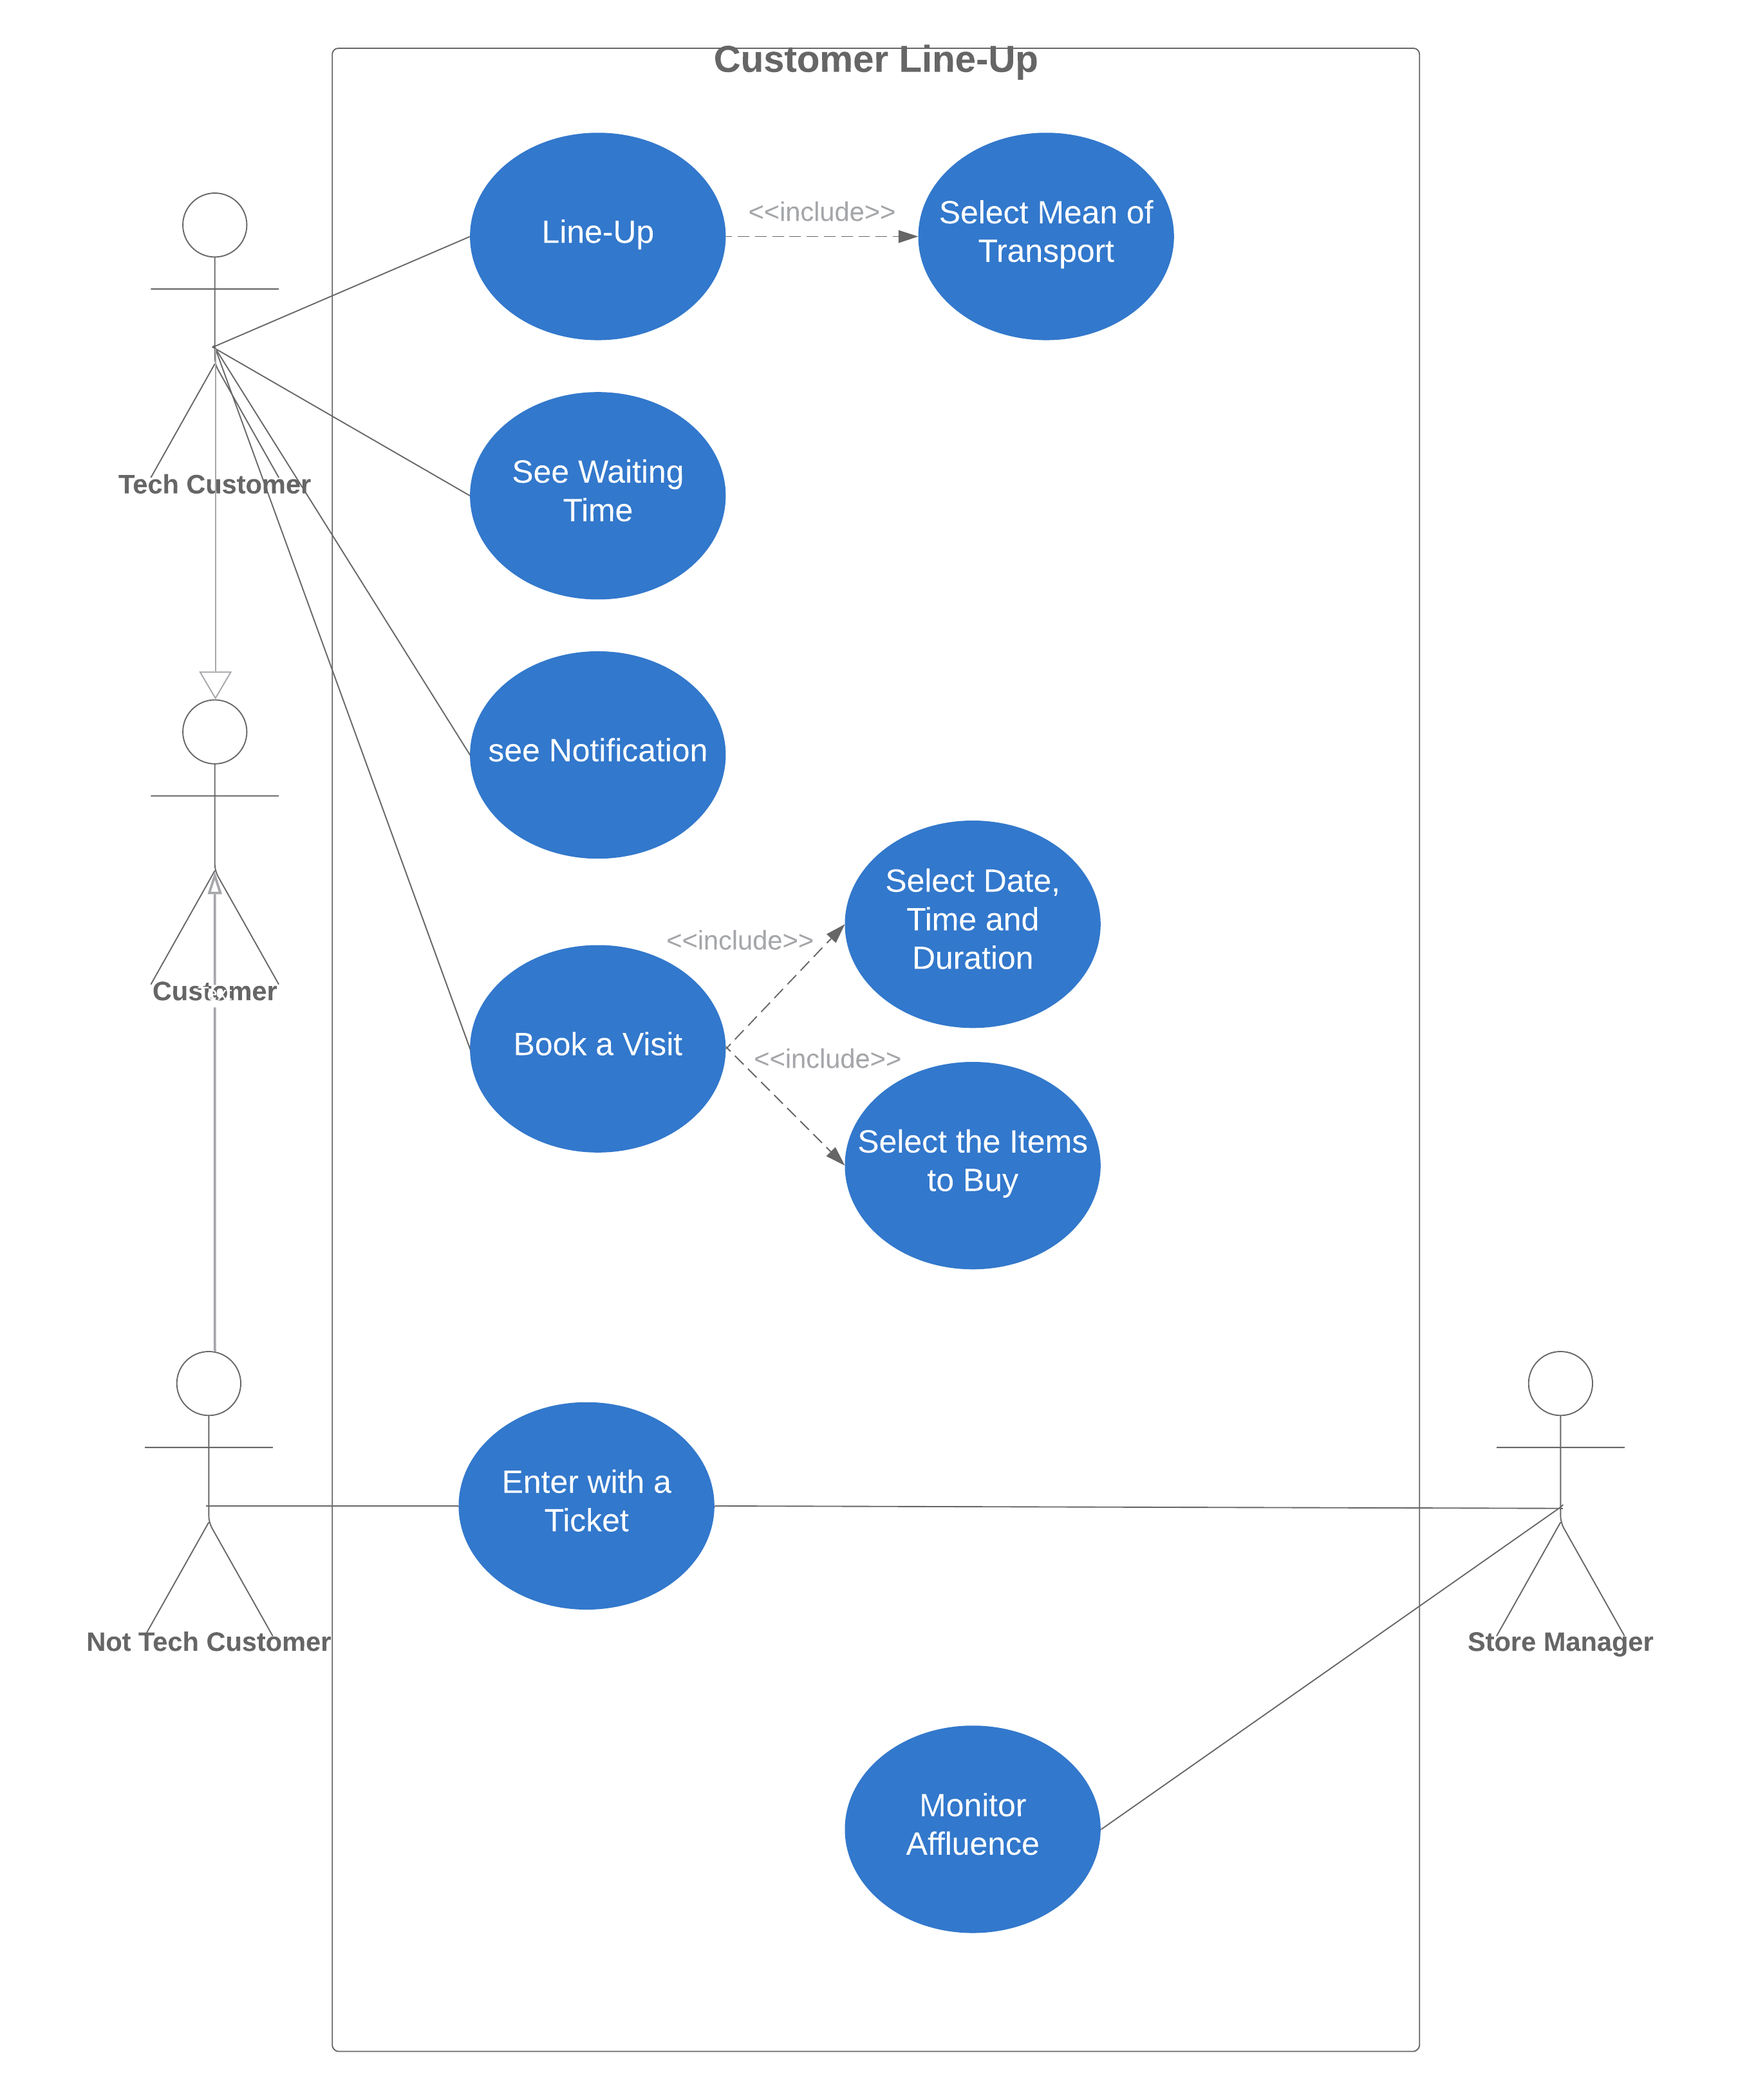 Customer Line-Up
Line-Up
<<include>>
Select Mean of
Transport
See Waiting
Time
Tech Customer
see Notification
Select Date,
Time and
Duration
<<include>>
Customer
Book a Visit
<<include>>
Select the Items
to Buy
Enter with a
Ticket
Not Tech Customer
Store Manager
Monitor
Affluence